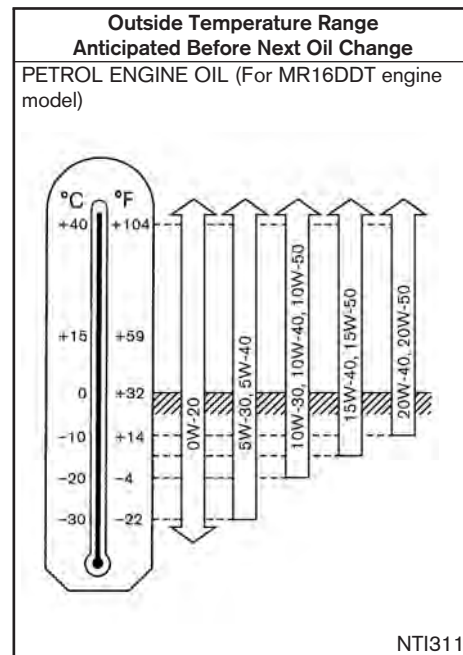 Outside Temperature Range
Anticipated Before Next Oil Change
PETROL ENGINE OIL (For MR16DDT engine
model)
°C °F
+40 +104
+15 +59
0 +32
-10 +14
-20 -4
-30 -22
0W-20
5W-30, 5W-40
10W-30, 10W-40, 10W-50
15W-40, 15W-50
20W-40, 20W-50
NTI311